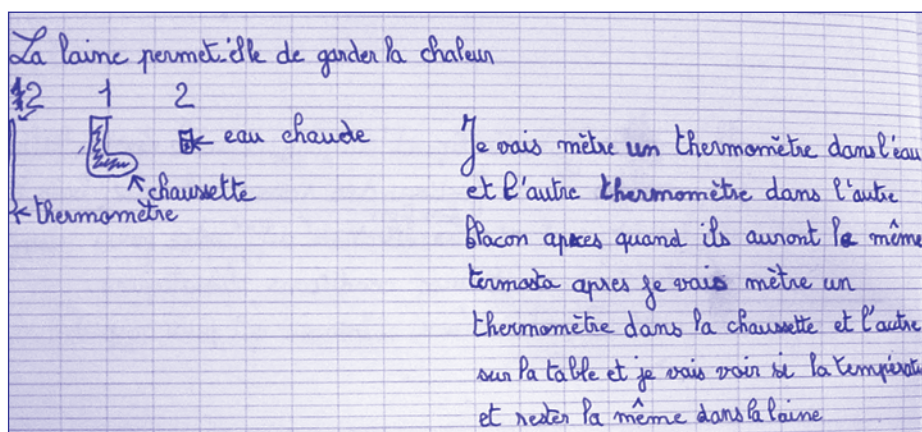 La laine permet-elle de garder la chaleur
2 1 2
eau chaude
chaussette
thermomètre
Je vais mètre un thermomètre dans l'eau
et l'autre thermomètre dans l'autre
flacon apres quand ils auront le même
termosta apres je vais mètre un
thermomètre dans la chaussette et l'autre
sur la table et je vais voir si la températu
et rester la même dans la laine